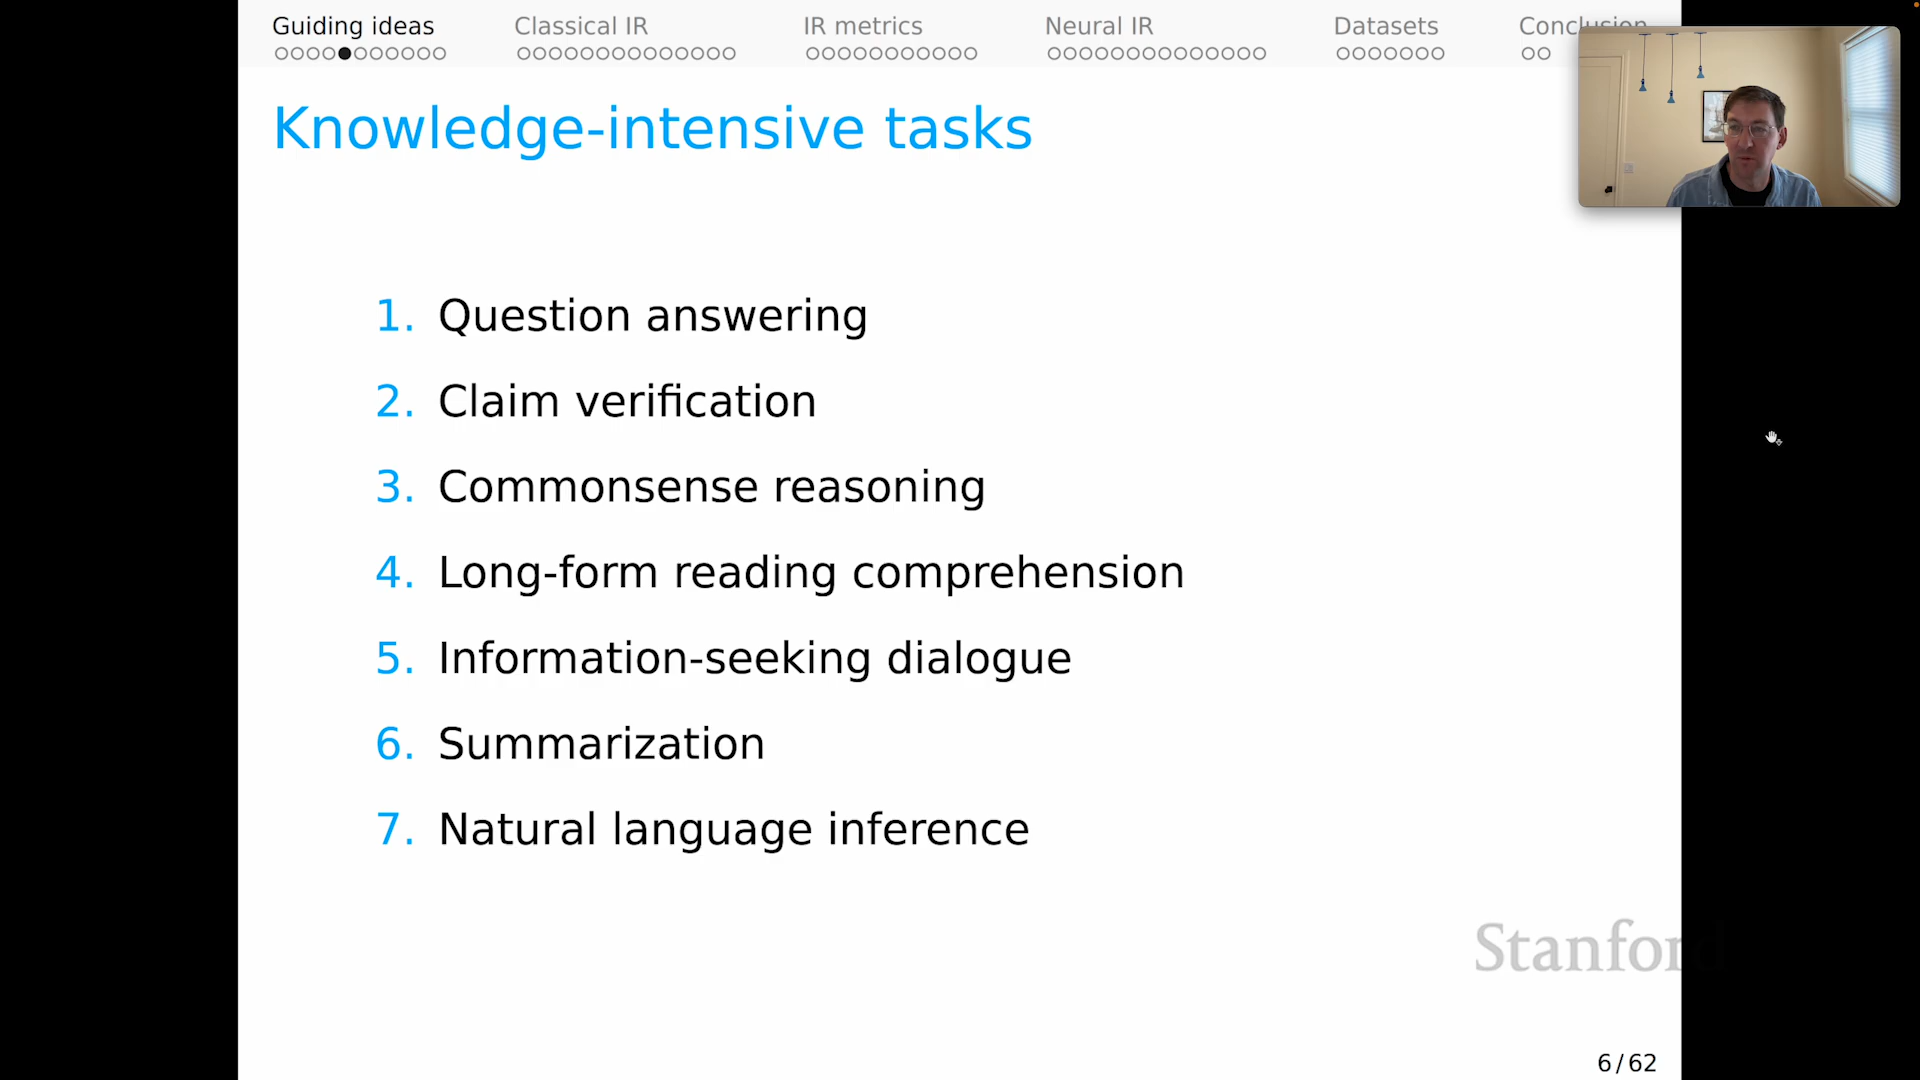 Guiding ideas Classical IR IR metrics Neural IR Datasets Conclusion
Knowledge-intensive tasks
1. Question answering
2. Claim verification
3. Commonsense reasoning
4. Long-form reading comprehension
5. Information-seeking dialogue
6. Summarization
7. Natural language inference
Stanford
6/62